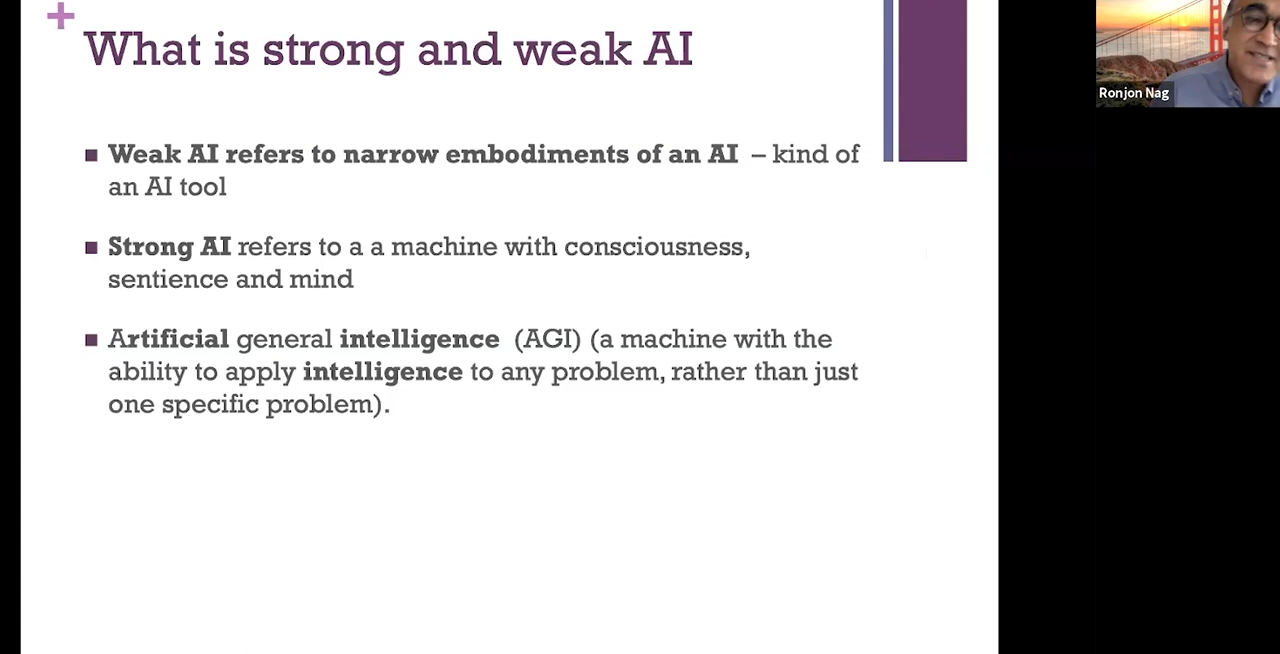 What is strong and weak AI
Weak AI refers to narrow embodiments of an AI – kind of
an AI tool
Strong AI refers to a a machine with consciousness,
sentience and mind
Artificial general intelligence (AGI) (a machine with the
ability to apply intelligence to any problem, rather than just
one specific problem).
Ronjon Nag